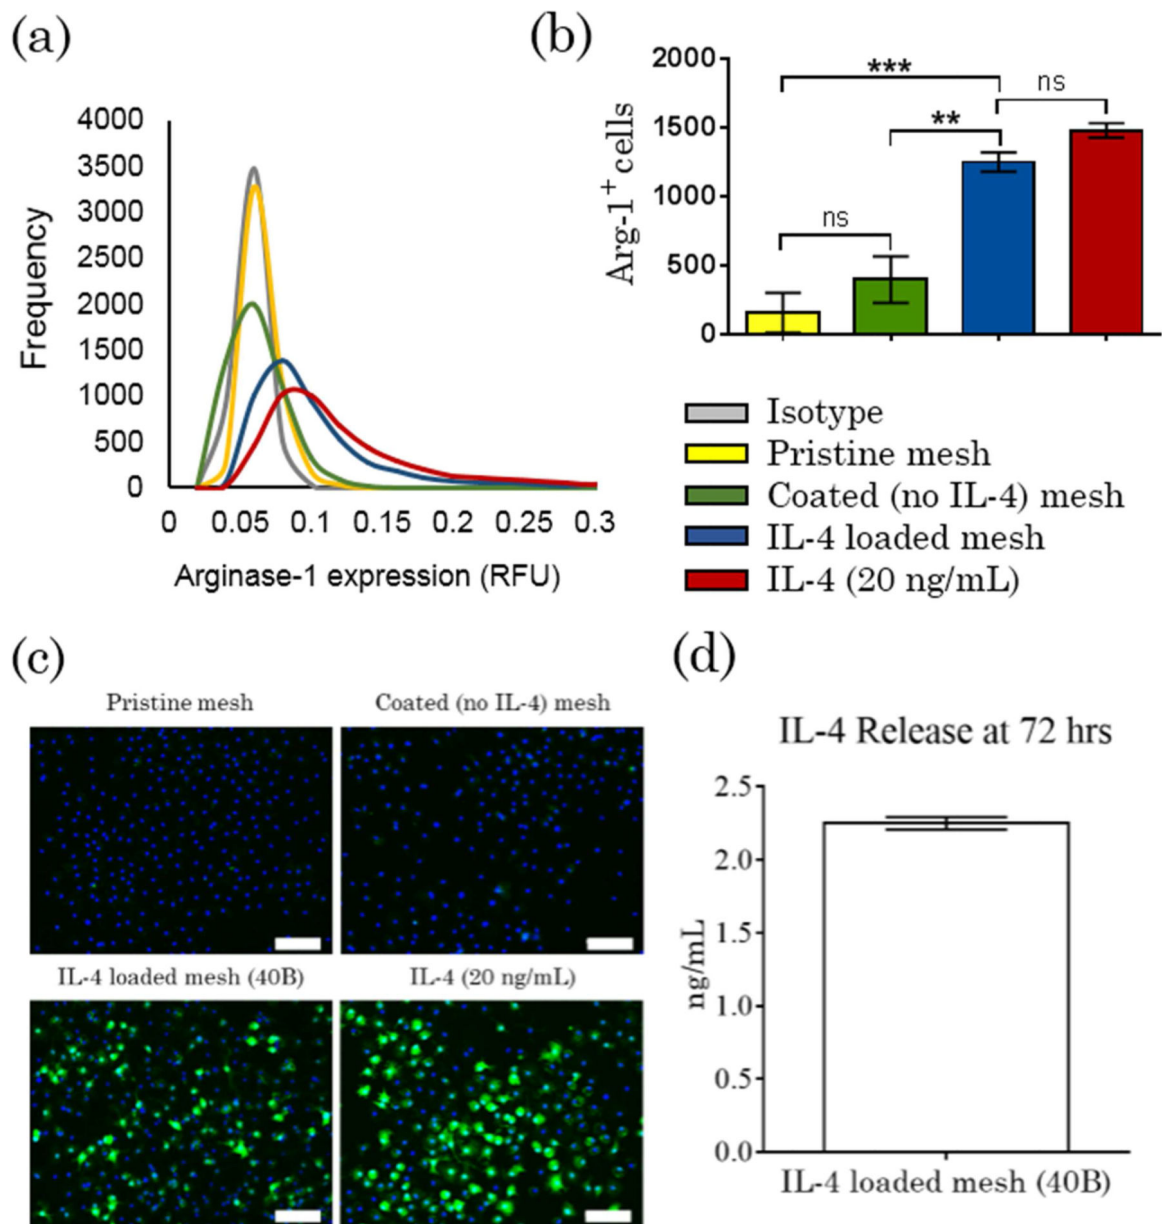 (a)
4000
3500
3000
2500
2000
1500
1000
500
0
Frequency
0 0.05 0.1 0.15 0.2 0.25 0.3
Arginase-1 expression (RFU)
(b)
2000
1500
1000
500
0
Arg-1+ cells
***
ns
**
ns
Isotype
Pristine mesh
Coated (no IL-4) mesh
IL-4 loaded mesh
IL-4 (20 ng/mL)
(c)
Pristine mesh
Coated (no IL-4) mesh
IL-4 loaded mesh (40B)
IL-4 (20 ng/mL)
(d)
IL-4 Release at 72 hrs
2.5
2.0
1.5
1.0
0.5
0.0
ng/mL
IL-4 loaded mesh (40B)